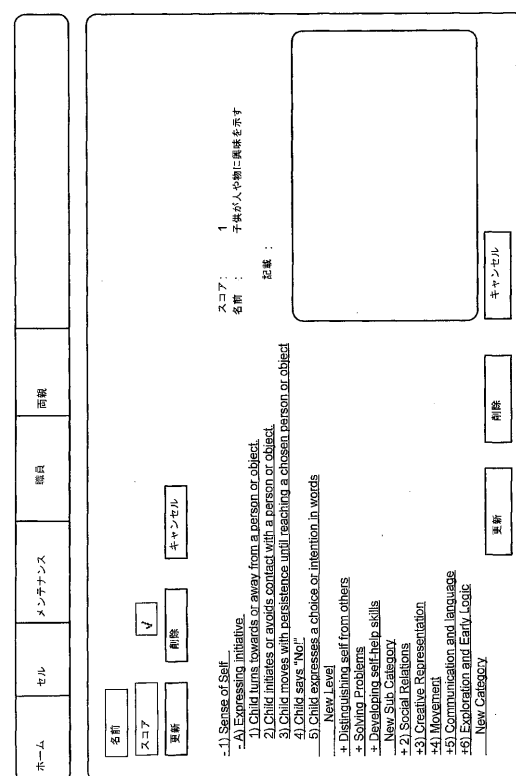 ホーム
セル
メンテナンス
職員
両親
名前
スコア
√
更新
削除
キャンセル
- 1) Sense of Self
- A) Expressing initiative
1) Child turns towards or away from a person or object.
2) Child initiates or avoids contact with a person or object.
3) Child moves with persistence until reaching a chosen person or object
4) Child says "No!"
5) Child expresses a choice or intention in words
New Level
+ Distinguishing self from others
+ Solving Problems
+ Developing self-help skills
New Sub Category
+ 2) Social Relations
+3) Creative Representation
+4) Movement
+5) Communication and language
+6) Exploration and Early Logic
New Category
スコア: 1
名前 : 子供が人や物に興味を示す
記載 :
更新
削除
キャンセル